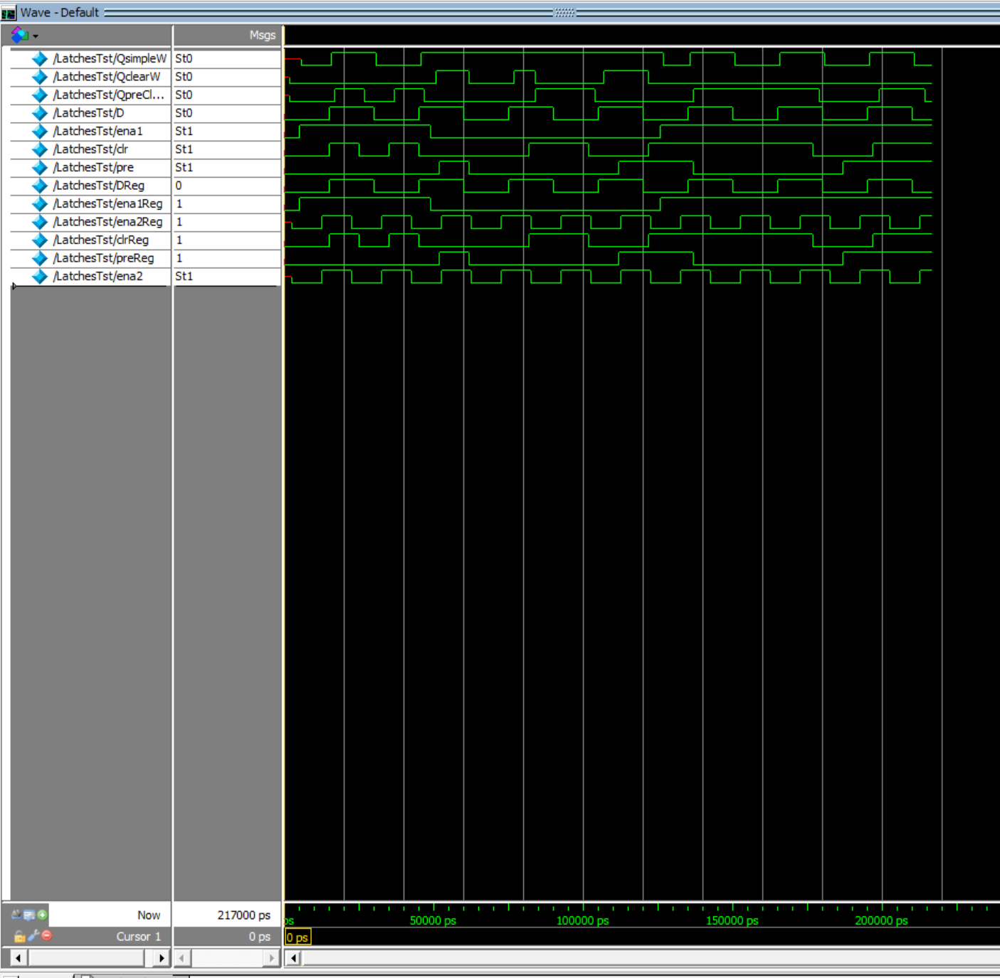 Wave - Default
Msgs
/LatchesTst/QsimpleW St0
/LatchesTst/QclearW St0
/LatchesTst/QpreCl... St0
/LatchesTst/D St0
/LatchesTst/ena1 St1
/LatchesTst/clr St1
/LatchesTst/pre St1
/LatchesTst/DReg 0
/LatchesTst/ena1Reg 1
/LatchesTst/ena2Reg 1
/LatchesTst/clrReg 1
/LatchesTst/preReg 1
/LatchesTst/ena2 St1
Now 217000 ps ps 50000 ps 100000 ps 150000 ps 200000 ps
Cursor 1 0 ps 0 ps